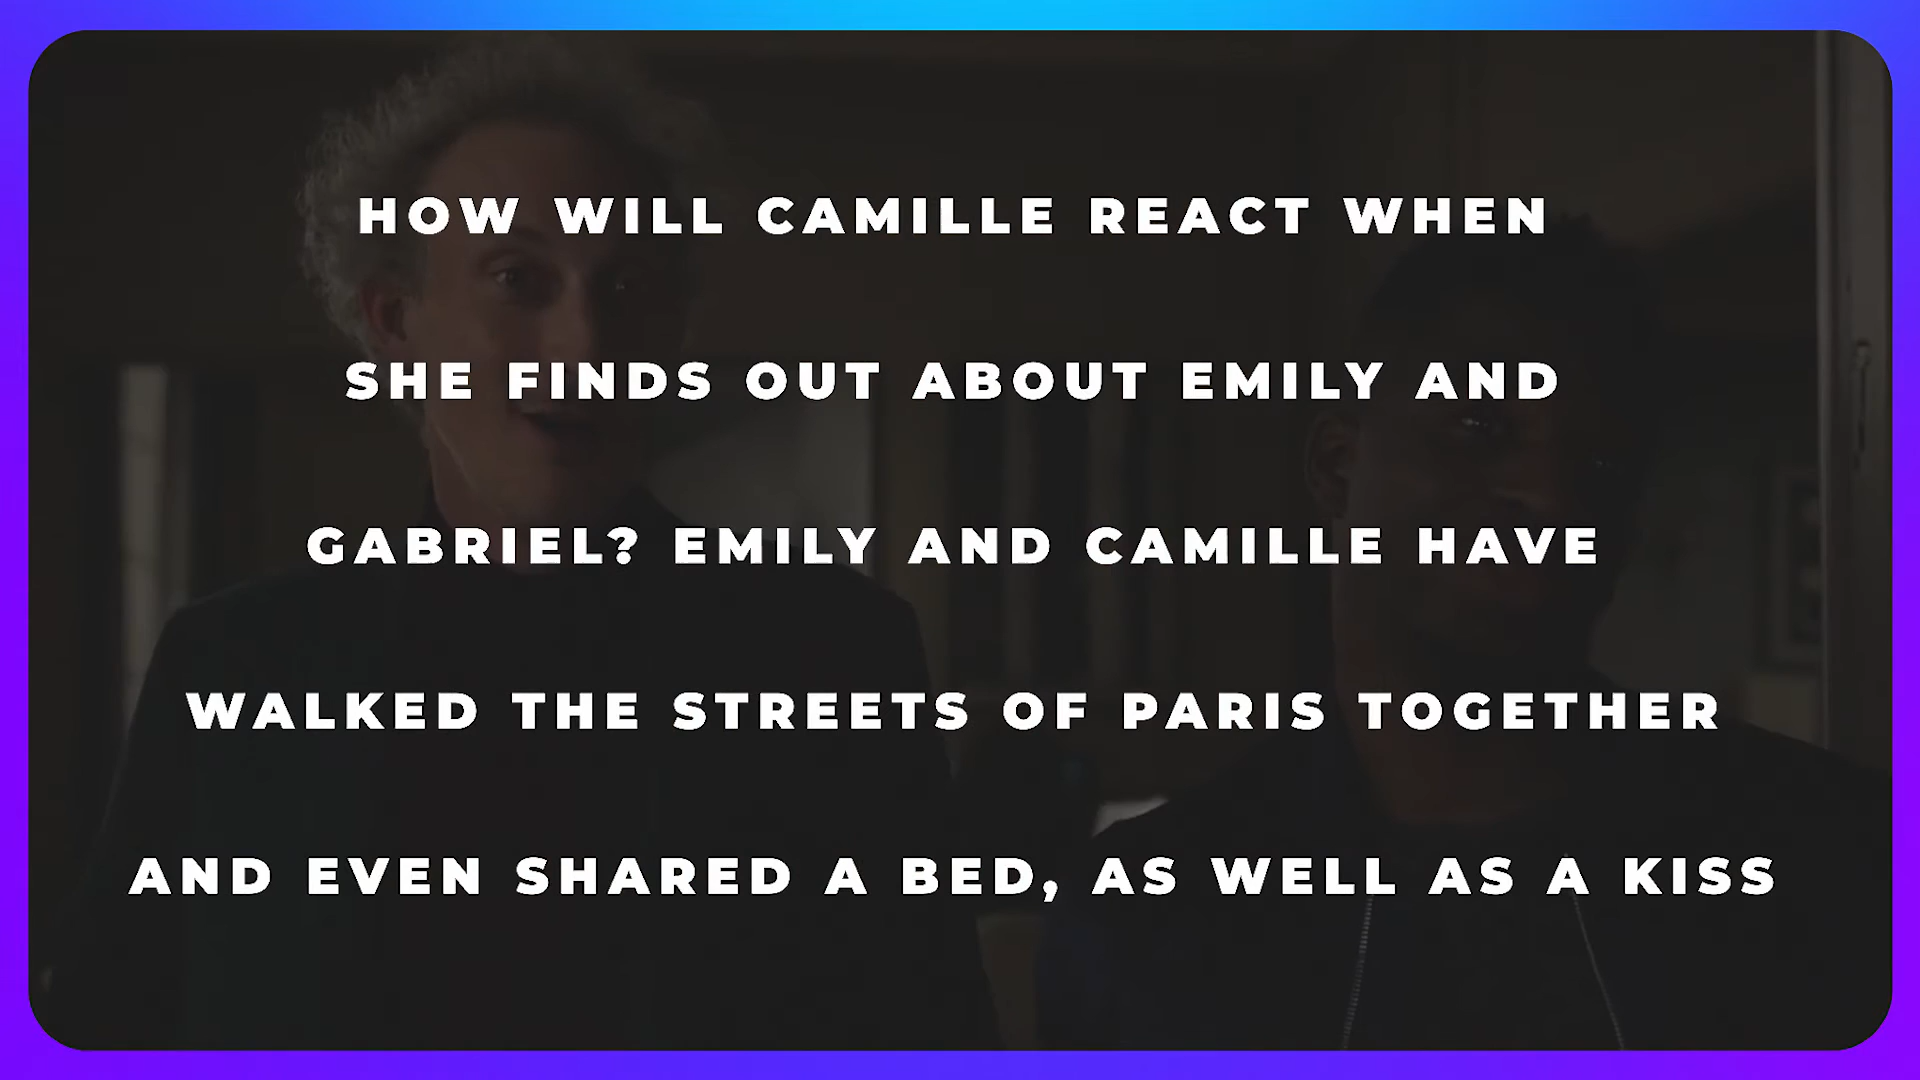 HOW WILL CAMILLE REACT WHEN
SHE FINDS OUT ABOUT EMILY AND
GABRIEL? EMILY AND CAMILLE HAVE
WALKED THE STREETS OF PARIS TOGETHER
AND EVEN SHARED A BED, AS WELL AS A KISS